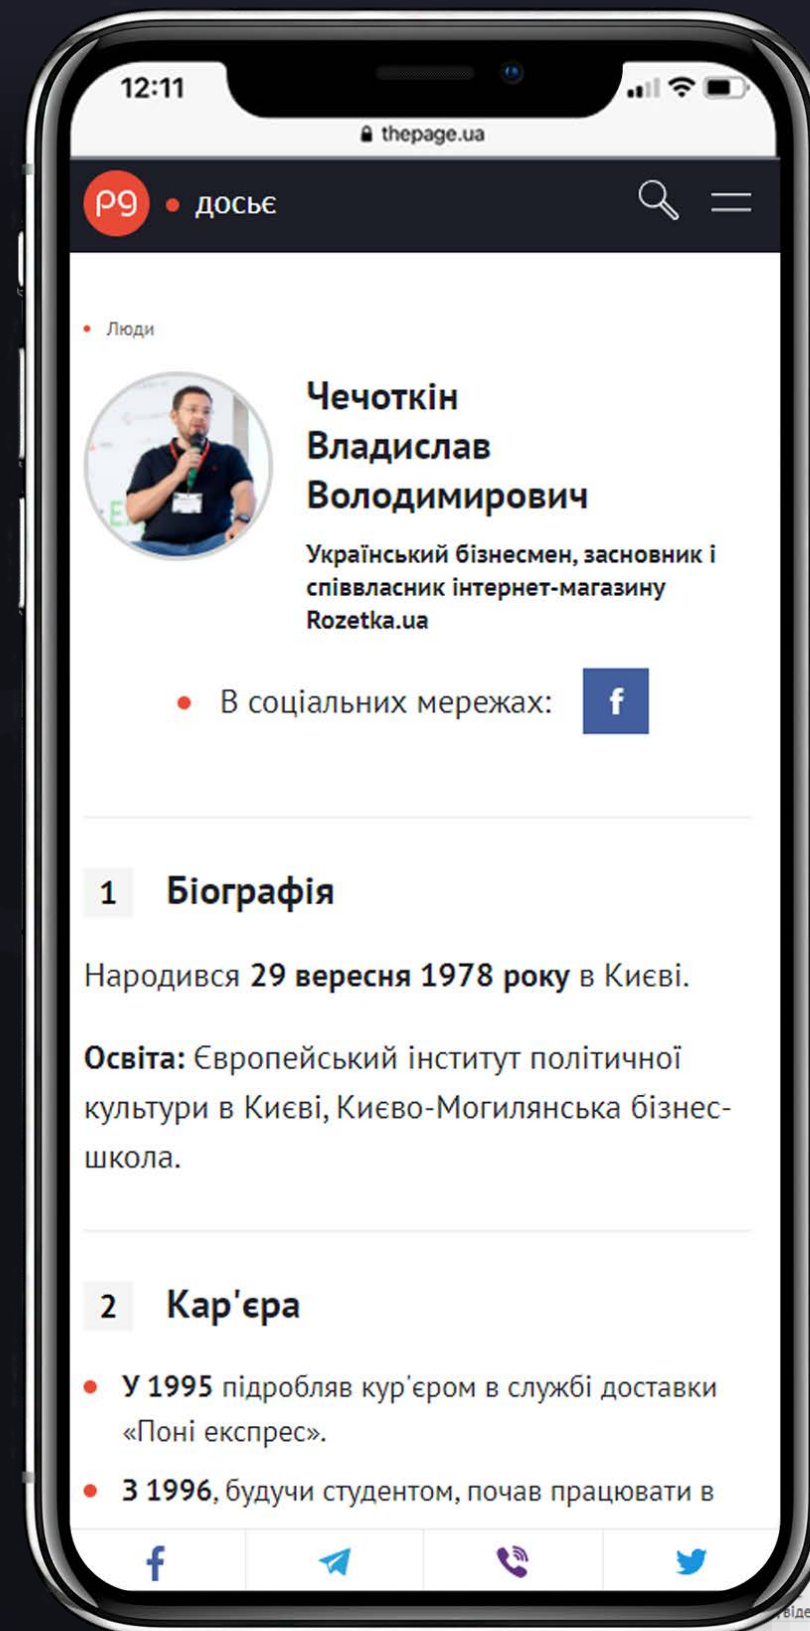 12:11
thepage.ua
pg • досьє
• Люди
Чечоткін
Владислав
Володимирович
Український бізнесмен, засновник і
співвласник інтернет-магазину
Rozetka.ua
• В соціальних мережах: f
1 Біографія
Народився 29 вересня 1978 року в Києві.
Освіта: Європейський інститут політичної
культури в Києві, Києво-Могилянська бізнес-
школа.
2 Кар'єра
• У 1995 підробляв кур'єром в службі доставки
«Поні експрес».
• З 1996, будучи студентом, почав працювати в